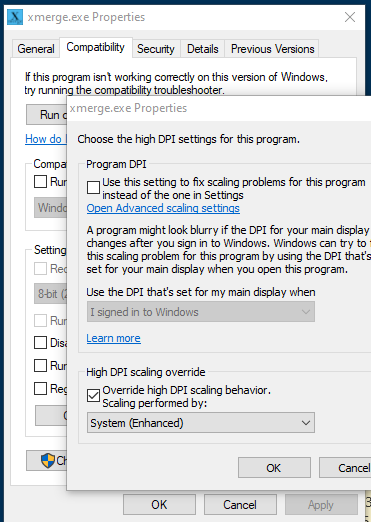 xmerge.exe Properties
General
Compatibility
Security
Details
Previous Versions
If this program isn't working correctly on this version of Windows,
try running the compatibility troubleshooter.
Run
How do
Compa
Run
Windo
Setting
Rec
8-bit (2
Run
Disa
Run
Reg
xmerge.exe Properties
Choose the high DPI settings for this program.
Program DPI
Use this setting to fix scaling problems for this program
instead of the one in Settings
Open Advanced scaling settings
A program might look blurry if the DPI for your main display
changes after you sign in to Windows. Windows can try to f
this scaling problem for this program by using the DPI that's
set for your main display when you open this program.
Use the DPI that's set for my main display when
I signed in to Windows
Learn more
High DPI scaling override
Override high DPI scaling behavior.
Scaling performed by:
System (Enhanced)
OK
Cancel
Ch
OK
Cancel
Apply